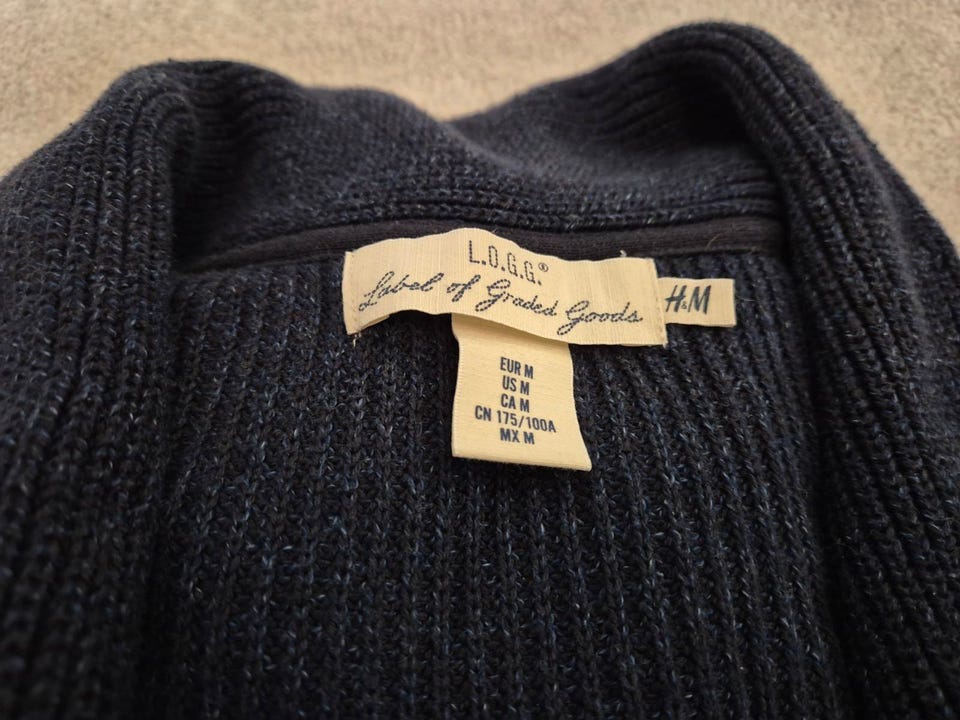 L.O.G.G.®
Label of Graded Goods
H&M
EUR M
US M
CA M
CN 175/100A
MX M